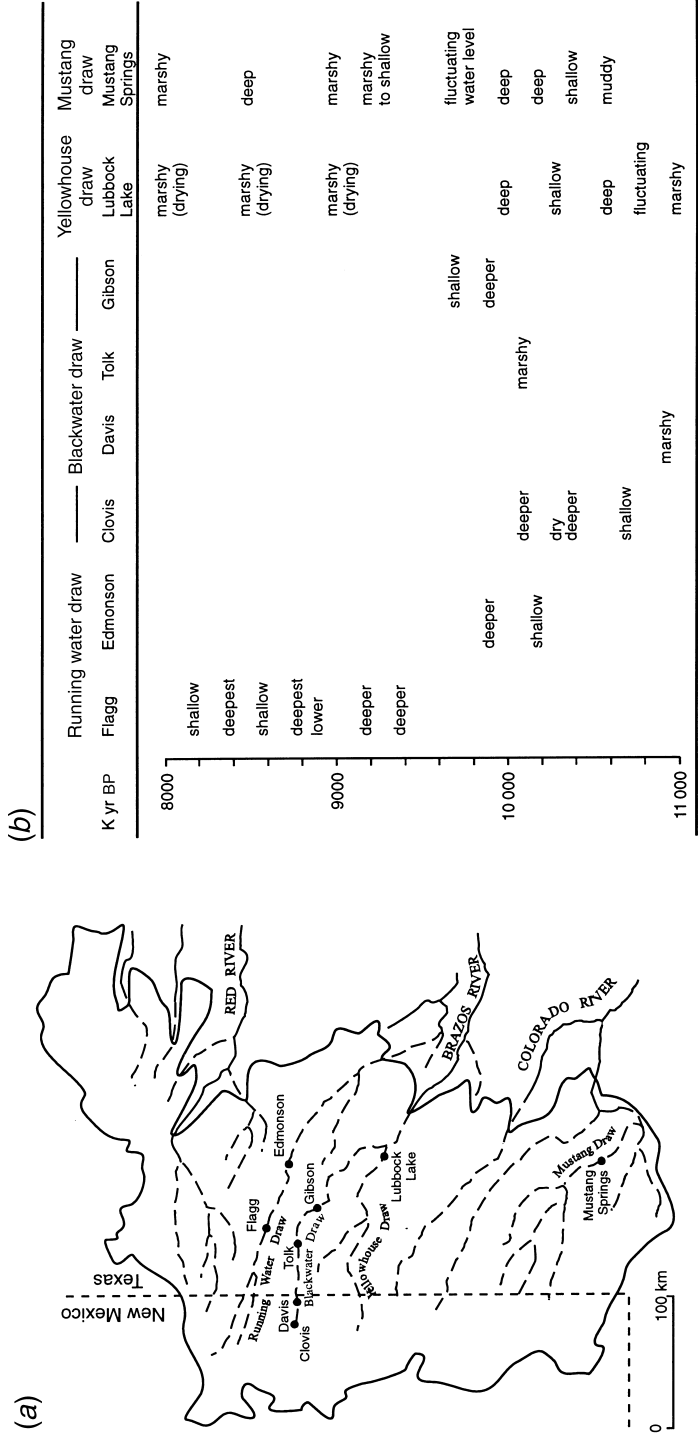 (a)
New Mexico
Texas
RED RIVER
BRAZOS RIVER
COLORADO RIVER
Running Water Draw
Flagg
Edmonson
Davis
Clovis
Tolk
Blackwater Draw
Gibson
Yellowhouse Draw
Lubbock
Lake
Mustang Draw
Mustang
Springs
0 100 km
(b)
Running water draw Blackwater draw Yellowhouse draw Mustang draw
K yr BP Flagg Edmonson Clovis Davis Tolk Gibson Lubbock Lake Mustang Springs
8000 marshy (drying) marshy
shallow
deepest
shallow marshy (drying) deep
deepest
lower
9000 marshy (drying) marshy
deeper marshy to shallow
deeper
shallow fluctuating water level
deeper deeper
10 000 deep deep
deeper marshy
shallow deep
dry shallow
deeper shallow
deep muddy
shallow
fluctuating
marshy
marshy
11 000